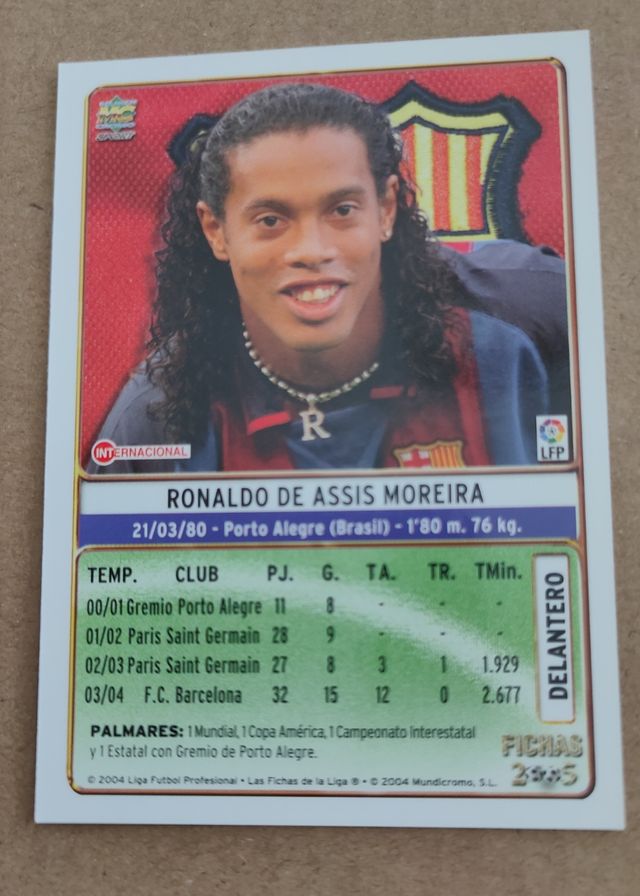 MC
SPORT
R
INTERNACIONAL
LFP
RONALDO DE ASSIS MOREIRA
21/03/80 - Porto Alegre (Brasil) - 1'80 m. 76 kg.
TEMP. CLUB PJ. G. TA. TR. TMin.
00/01 Gremio Porto Alegre 11 8 - - -
01/02 Paris Saint Germain 28 9 - - -
02/03 Paris Saint Germain 27 8 3 1 1.929
03/04 F.C. Barcelona 32 15 12 0 2.677
DELANTERO
PALMARES: 1 Mundial, 1 Copa América, 1 Campeonato Interestatal
y 1 Estatal con Gremio de Porto Alegre.
FICHAS
2005
© 2004 Liga Futbol Profesional • Las Fichas de la Liga ® • © 2004 Mundicromo, S.L.